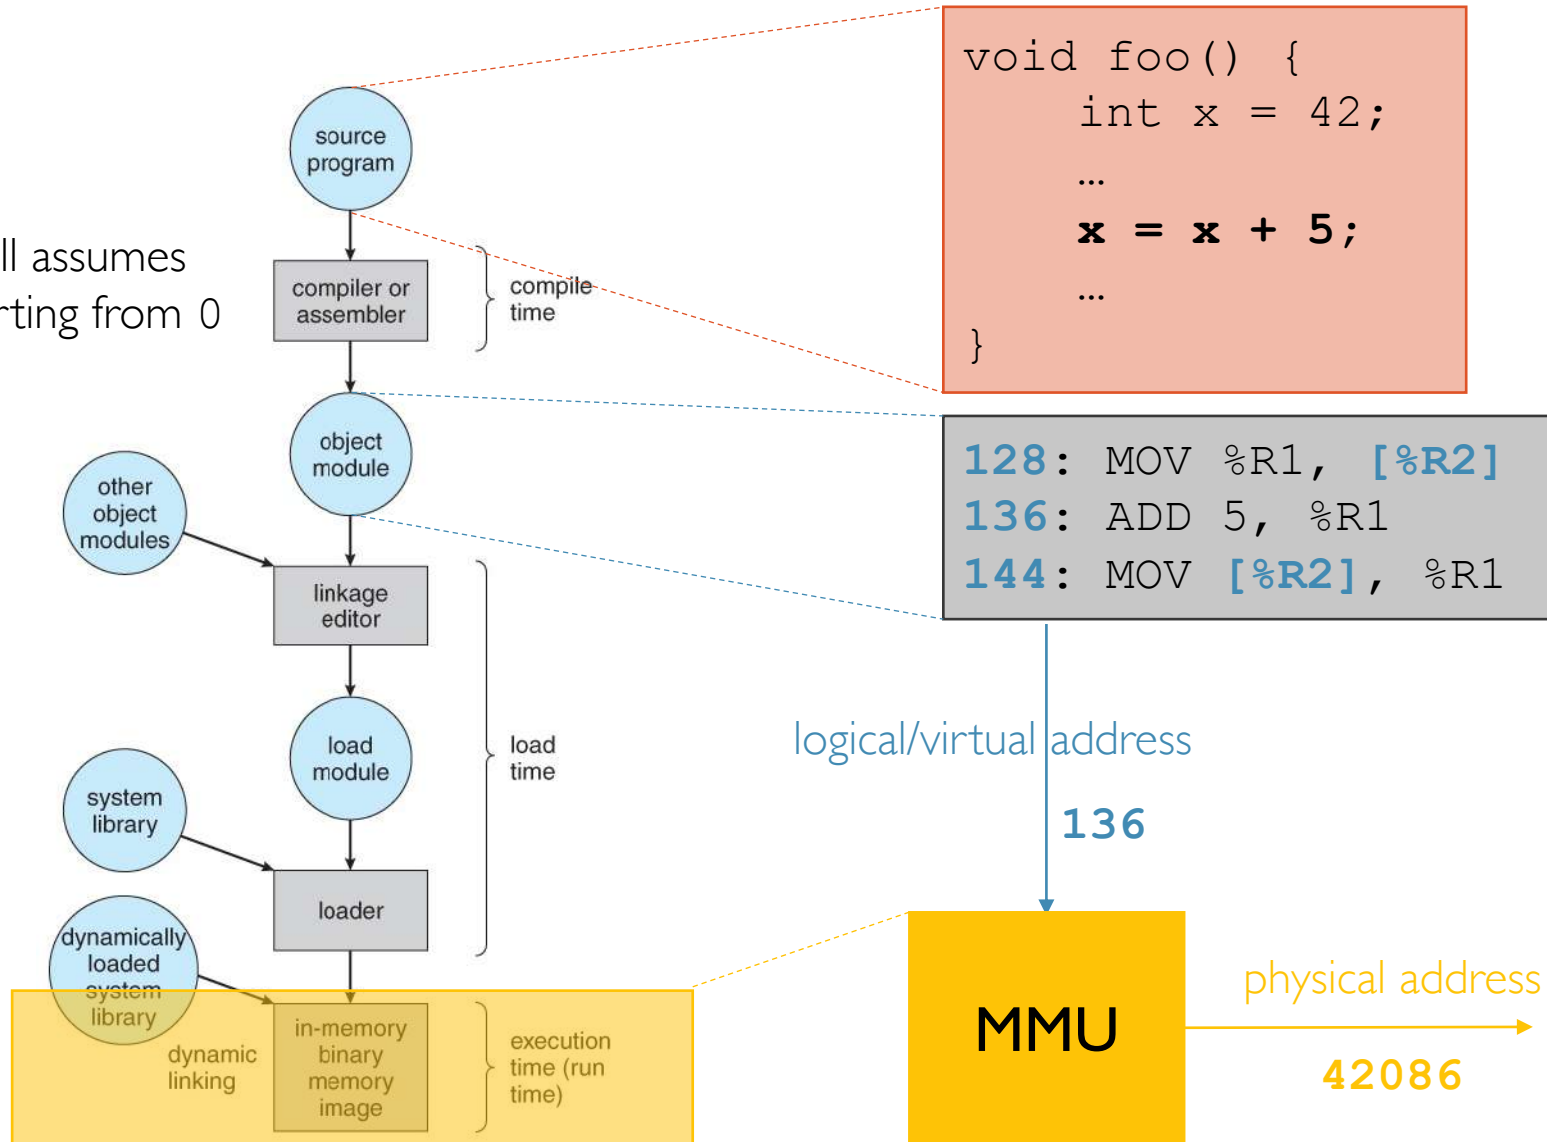 ll assumes
rting from 0
source
program
compiler or
assembler
compile
time
object
module
other
object
modules
linkage
editor
load
module
load
time
system
library
loader
dynamically
loaded
system
library
dynamic
linking
in-memory
binary
memory
image
execution
time (run
time)
void foo() {
int x = 42;
…
x = x + 5;
…
}
128: MOV %R1, [%R2]
136: ADD 5, %R1
144: MOV [%R2], %R1
logical/virtual address
136
MMU
physical address
42086